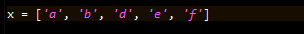 x = ['a', 'b', 'd', 'e', 'f']